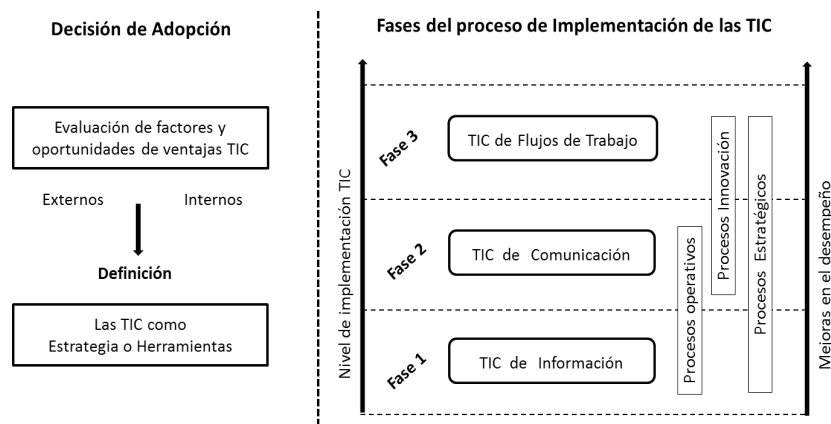 Decisión de Adopción
Evaluación de factores y
oportunidades de ventajas TIC
Externos
Internos
Definición
Las TIC como
Estrategia o Herramientas
Fases del proceso de Implementación de las TIC
Nivel de implementación TIC
Fase 3
TIC de Flujos de Trabajo
Fase 2
TIC de Comunicación
Fase 1
TIC de Información
Procesos operativos
Procesos Innovación
Procesos Estratégicos
Mejoras en el desempeño